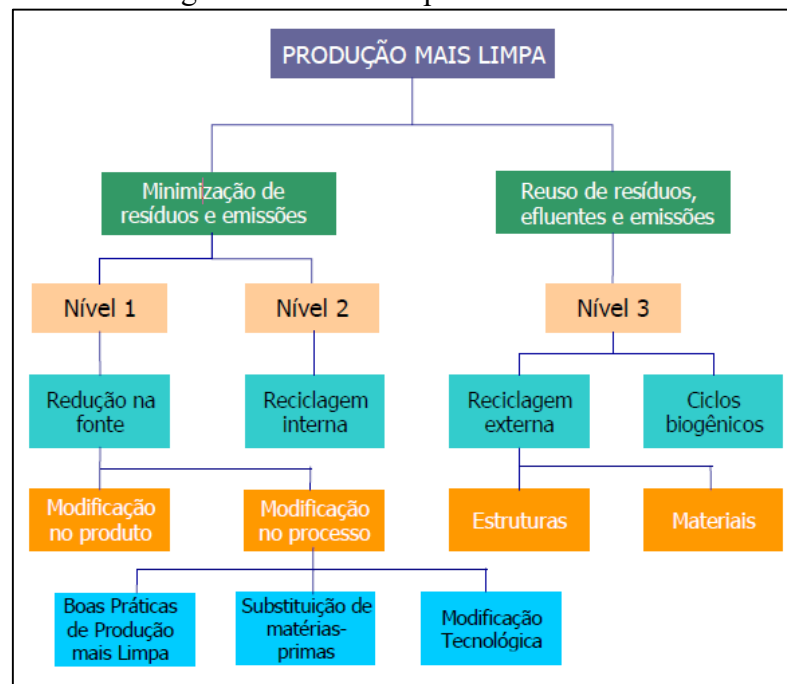 PRODUÇÃO MAIS LIMPA
Minimização de
resíduos e emissões
Reuso de resíduos,
efluentes e emissões
Nível 1
Nível 2
Nível 3
Redução na
fonte
Reciclagem
interna
Reciclagem
externa
Ciclos
biogênicos
Modificação
no produto
Modificação
no processo
Estruturas
Materiais
Boas Práticas
de Produção
mais Limpa
Substituição de
matérias-
primas
Modificação
Tecnológica